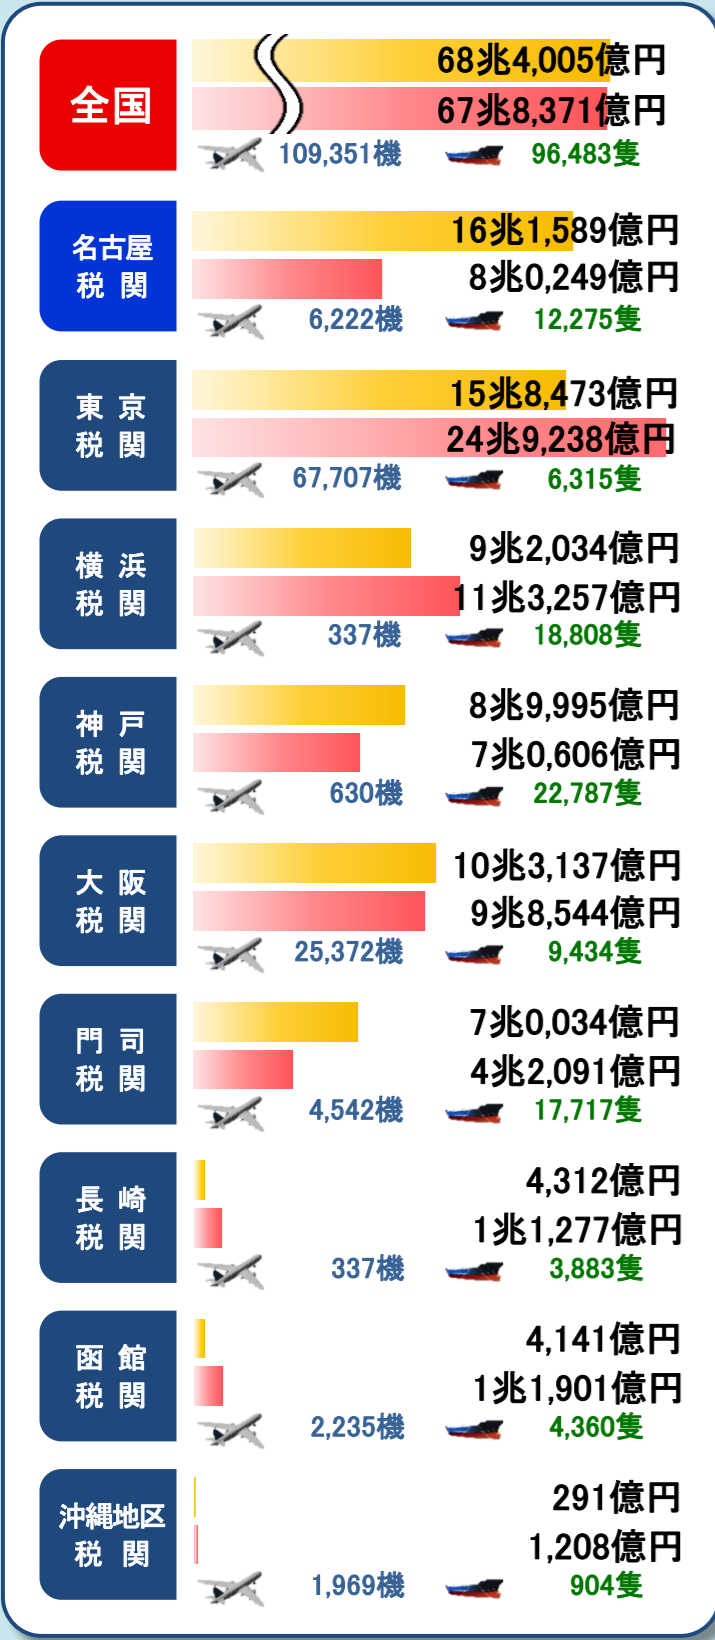 全国
68兆4,005億円
67兆8,371億円
109,351機 96,483隻
名古屋
税関
16兆1,589億円
8兆0,249億円
6,222機 12,275隻
東京
税関
15兆8,473億円
24兆9,238億円
67,707機 6,315隻
横浜
税関
9兆2,034億円
11兆3,257億円
337機 18,808隻
神戸
税関
8兆9,995億円
7兆0,606億円
630機 22,787隻
大阪
税関
10兆3,137億円
9兆8,544億円
25,372機 9,434隻
門司
税関
7兆0,034億円
4兆2,091億円
4,542機 17,717隻
長崎
税関
4,312億円
1兆1,277億円
337機 3,883隻
函館
税関
4,141億円
1兆1,901億円
2,235機 4,360隻
沖縄地区
税関
291億円
1,208億円
1,969機 904隻